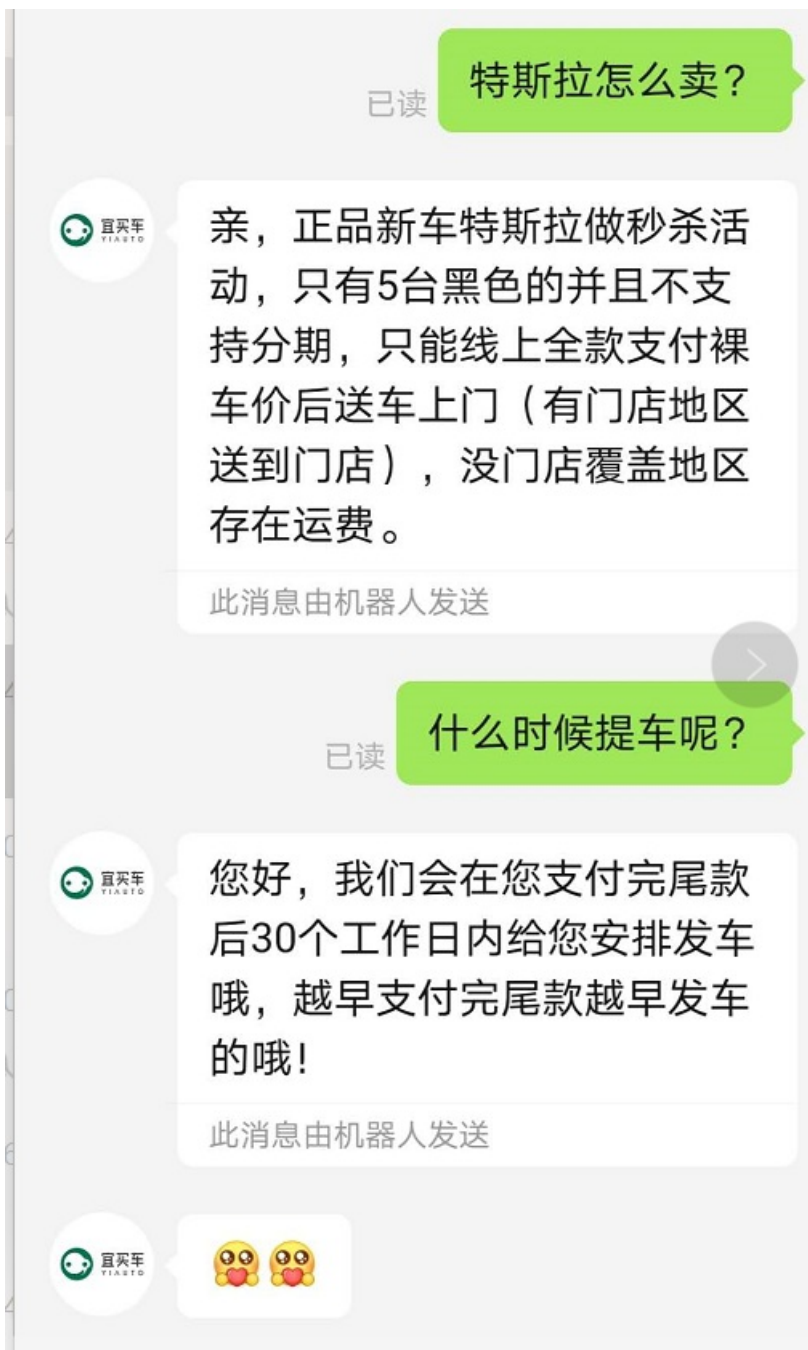 特斯拉怎么卖?
已读
宜买车
YIAUTO
亲，正品新车特斯拉做秒杀活
动，只有5台黑色的并且不支
持分期，只能线上全款支付裸
车价后送车上门（有门店地区
送到门店），没门店覆盖地区
存在运费。
此消息由机器人发送
什么时候提车呢?
已读
宜买车
YIAUTO
您好，我们会在您支付完尾款
后30个工作日内给您安排发车
哦，越早支付完尾款越早发车
的哦!
此消息由机器人发送
宜买车
YIAUTO